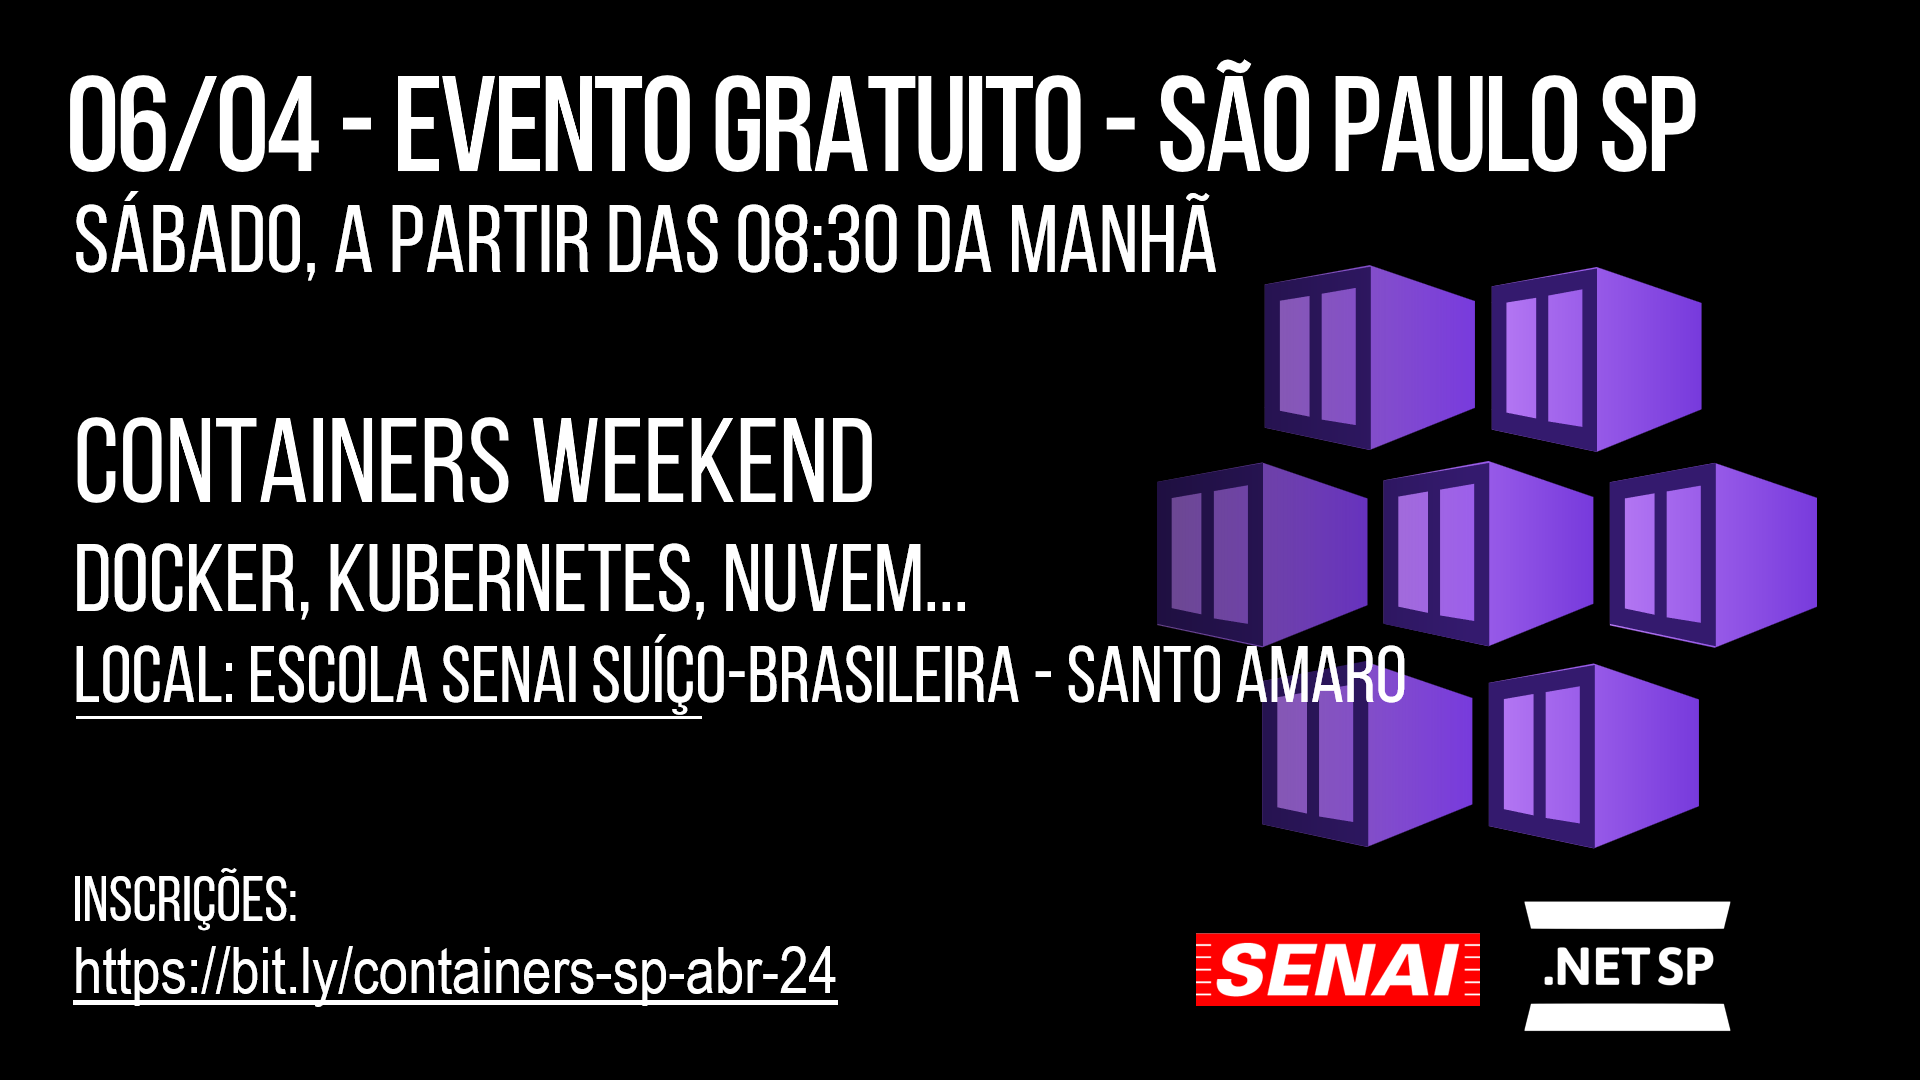 06/04 - EVENTO GRATUITO - SÃO PAULO SP
SÁBADO, A PARTIR DAS 08:30 DA MANHÃ
CONTAINERS WEEKEND
DOCKER, KUBERNETES, NUVEM...
LOCAL: ESCOLA SENAI SUÍÇO-BRASILEIRA - SANTO AMARO
INSCRIÇÕES:
https://bit.ly/containers-sp-abr-24
SENAI
.NET SP